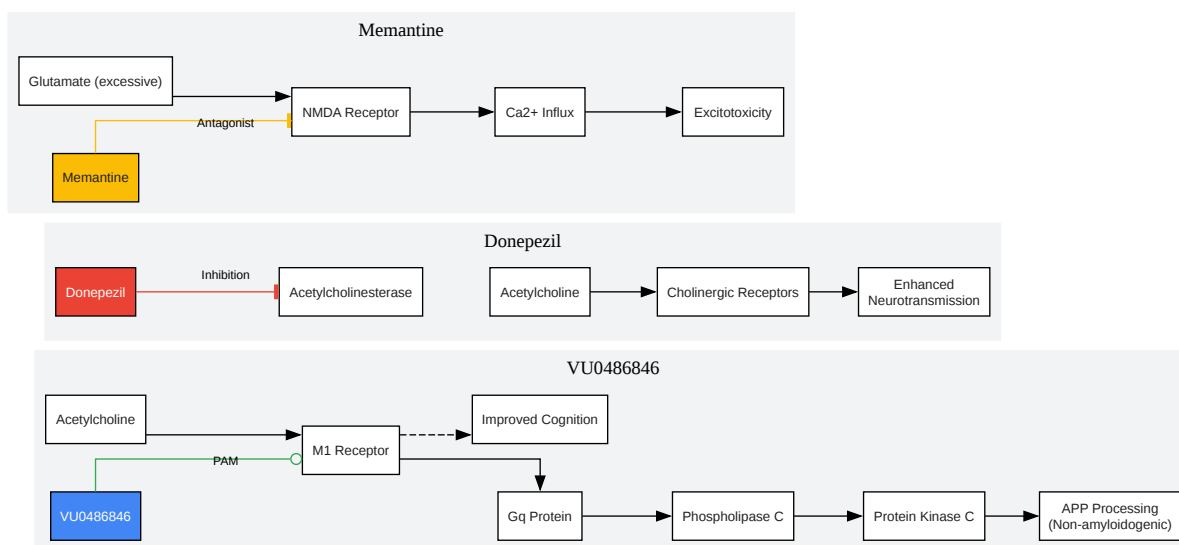 Memantine
Glutamate (excessive)
NMDA Receptor
Ca2+ Influx
Excitotoxicity
Antagonist
Memantine
Donepezil
Inhibition
Donepezil
Acetylcholinesterase
Acetylcholine
Cholinergic Receptors
Enhanced
Neurotransmission
VU0486846
Acetylcholine
Improved Cognition
M1 Receptor
PAM
VU0486846
Gq Protein
Phospholipase C
Protein Kinase C
APP Processing
(Non-amyloidogenic)